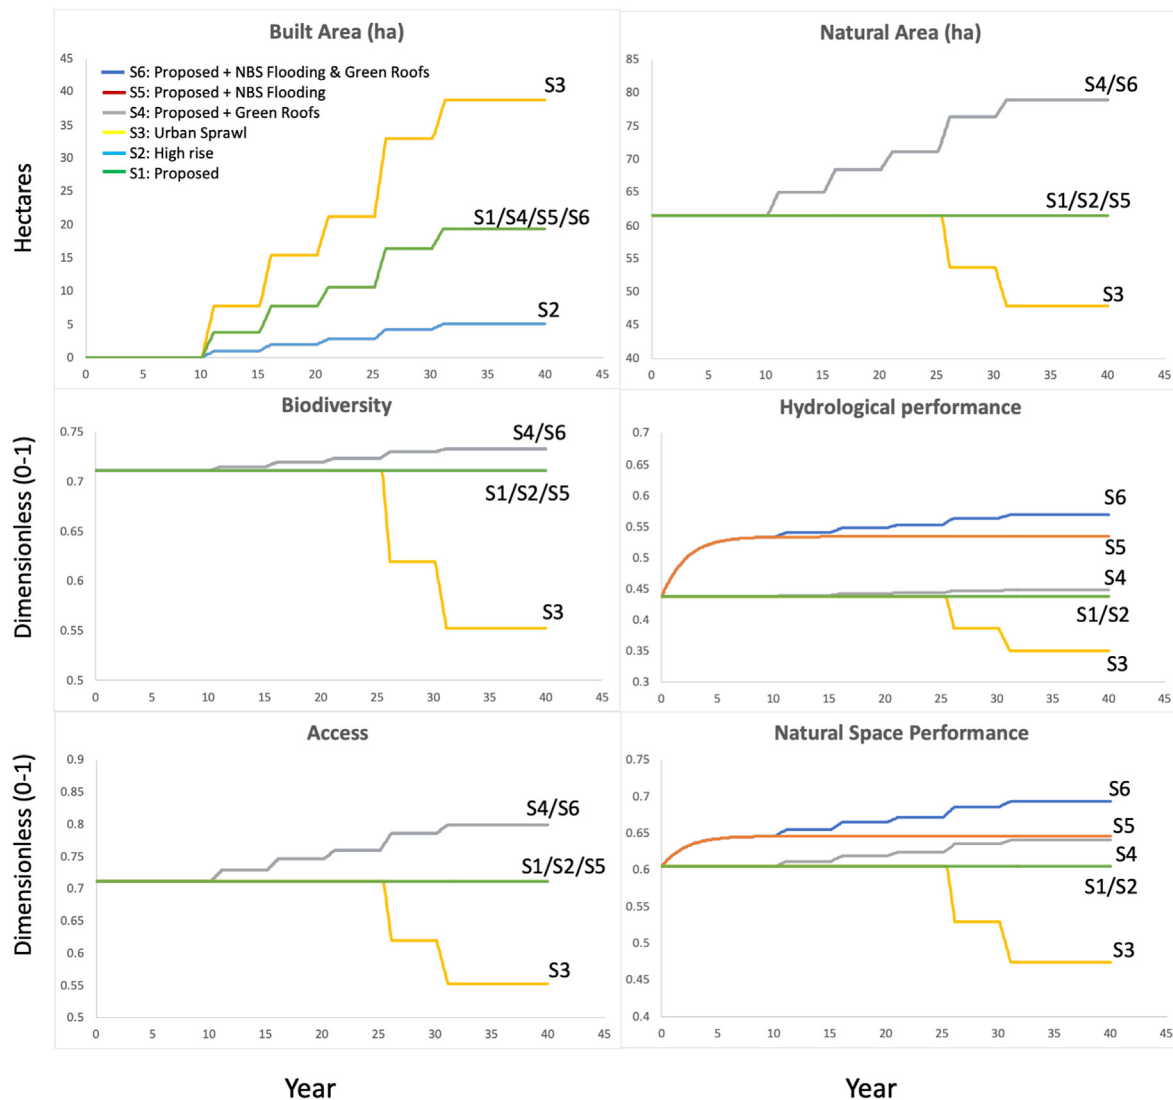 Built Area (ha)
Hectares
45
40
35
30
25
20
15
10
5
0
S6: Proposed + NBS Flooding & Green Roofs
S5: Proposed + NBS Flooding
S4: Proposed + Green Roofs
S3: Urban Sprawl
S2: High rise
S1: Proposed
S3
S1/S4/S5/S6
S2
0 5 10 15 20 25 30 35 40 45
Natural Area (ha)
85
80
75
70
65
60
55
50
45
40
S4/S6
S1/S2/S5
S3
0 5 10 15 20 25 30 35 40 45
Biodiversity
Dimensionless (0-1)
0.75
0.7
0.65
0.6
0.55
0.5
S4/S6
S1/S2/S5
S3
0 5 10 15 20 25 30 35 40 45
Hydrological performance
0.7
0.65
0.6
0.55
0.5
0.45
0.4
0.35
0.3
S6
S5
S4
S1/S2
S3
0 5 10 15 20 25 30 35 40 45
Access
Dimensionless (0-1)
0.9
0.85
0.8
0.75
0.7
0.65
0.6
0.55
0.5
S4/S6
S1/S2/S5
S3
0 5 10 15 20 25 30 35 40 45
Natural Space Performance
0.75
0.7
0.65
0.6
0.55
0.5
0.45
0.4
S6
S5
S4
S1/S2
S3
0 5 10 15 20 25 30 35 40 45
Year
Year